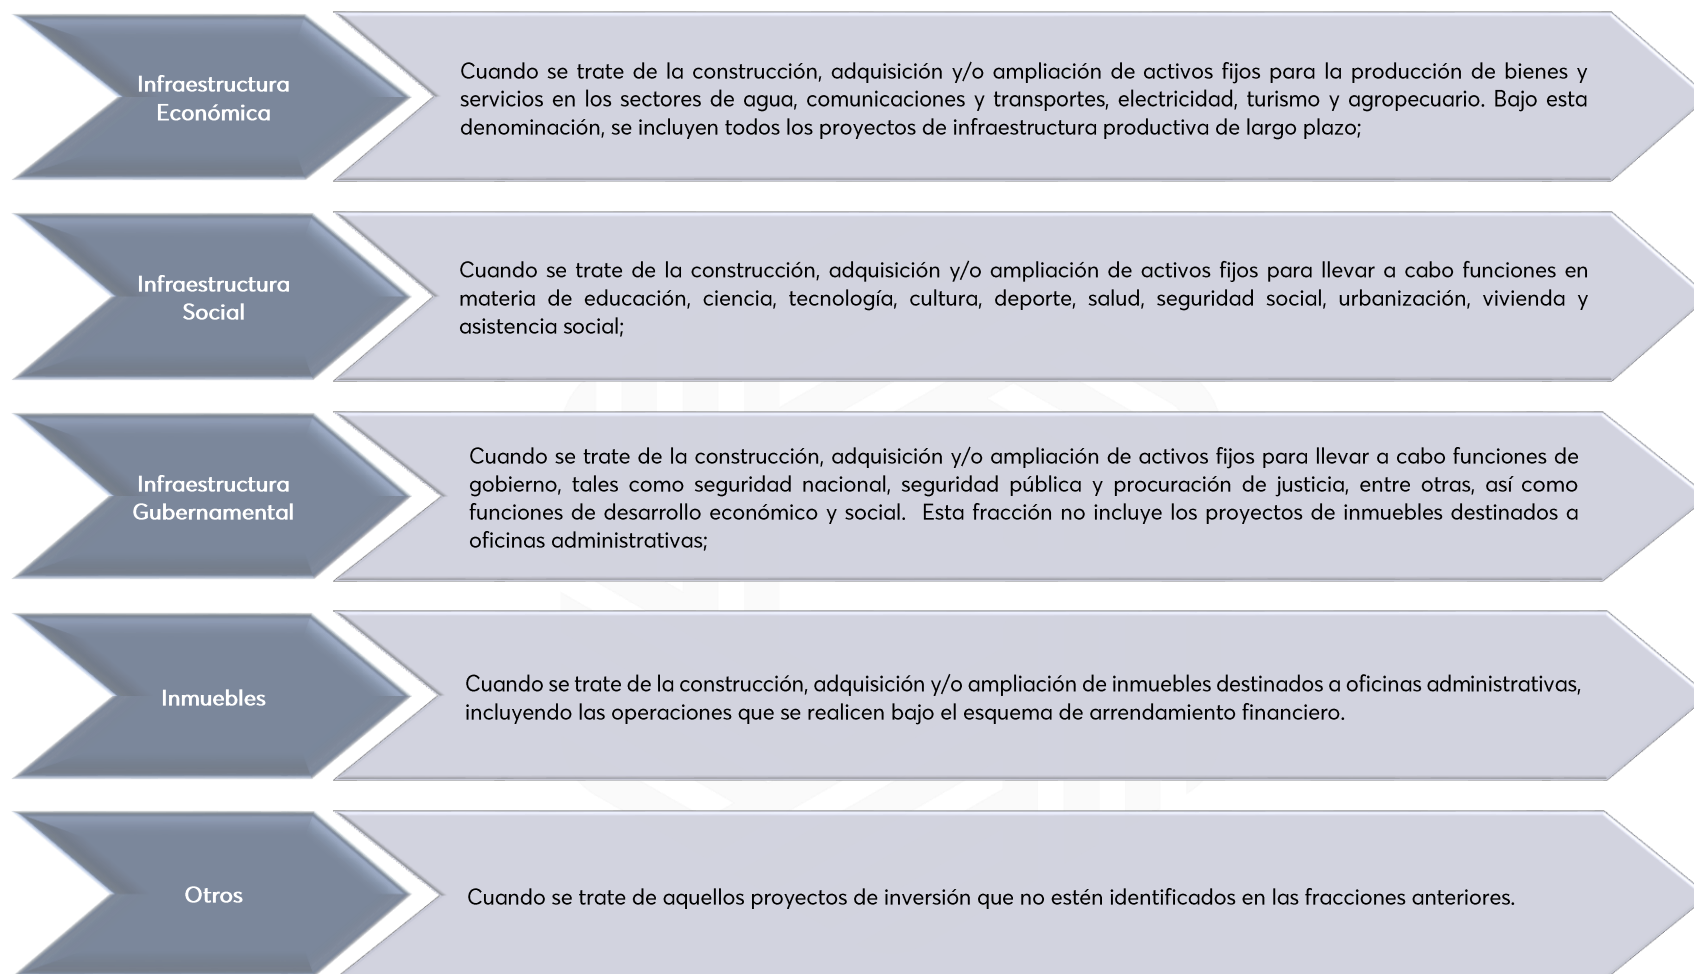 Infraestructura
Económica
Cuando se trate de la construcción, adquisición y/o ampliación de activos fijos para la producción de bienes y
servicios en los sectores de agua, comunicaciones y transportes, electricidad, turismo y agropecuario. Bajo esta
denominación, se incluyen todos los proyectos de infraestructura productiva de largo plazo;
Infraestructura
Social
Cuando se trate de la construcción, adquisición y/o ampliación de activos fijos para llevar a cabo funciones en
materia de educación, ciencia, tecnología, cultura, deporte, salud, seguridad social, urbanización, vivienda y
asistencia social;
Infraestructura
Gubernamental
Cuando se trate de la construcción, adquisición y/o ampliación de activos fijos para llevar a cabo funciones de
gobierno, tales como seguridad nacional, seguridad pública y procuración de justicia, entre otras, así como
funciones de desarrollo económico y social. Esta fracción no incluye los proyectos de inmuebles destinados a
oficinas administrativas;
Inmuebles
Cuando se trate de la construcción, adquisición y/o ampliación de inmuebles destinados a oficinas administrativas,
incluyendo las operaciones que se realicen bajo el esquema de arrendamiento financiero.
Otros
Cuando se trate de aquellos proyectos de inversión que no estén identificados en las fracciones anteriores.